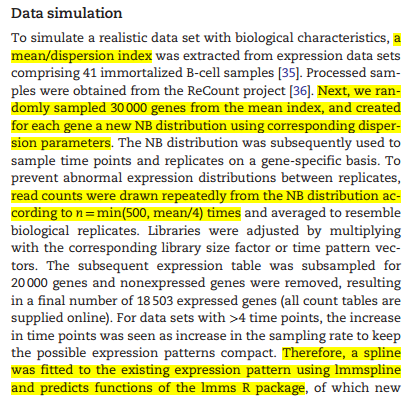 Data simulation
To simulate a realistic data set with biological characteristics, a
mean/dispersion index was extracted from expression data sets
comprising 41 immortalized B-cell samples [35]. Processed sam-
ples were obtained from the ReCount project [36]. Next, we ran-
domly sampled 30 000 genes from the mean index, and created
for each gene a new NB distribution using corresponding disper-
sion parameters. The NB distribution was subsequently used to
sample time points and replicates on a gene-specific basis. To
prevent abnormal expression distributions between replicates,
read counts were drawn repeatedly from the NB distribution ac-
cording to n = min(500, mean/4) times and averaged to resemble
biological replicates. Libraries were adjusted by multiplying
with the corresponding library size factor or time pattern vec-
tors. The subsequent expression table was subsampled for
20 000 genes and nonexpressed genes were removed, resulting
in a final number of 18 503 expressed genes (all count tables are
supplied online). For data sets with >4 time points, the increase
in time points was seen as increase in the sampling rate to keep
the possible expression patterns compact. Therefore, a spline
was fitted to the existing expression pattern using lmmspline
and predicts functions of the lmms R package, of which new